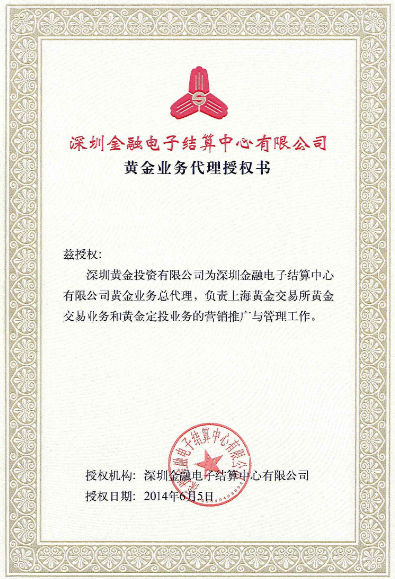 深圳金融电子结算中心有限公司
黄金业务代理授权书
兹授权：
深圳黄金投资有限公司为深圳金融电子结算中心
有限公司黄金业务总代理，负责上海黄金交易所黄金
交易业务和黄金定投业务的营销推广与管理工作。
深圳金融电子结算中心有限公司
授权机构：深圳金融电子结算中心有限公司
授权日期：2014年6月5日